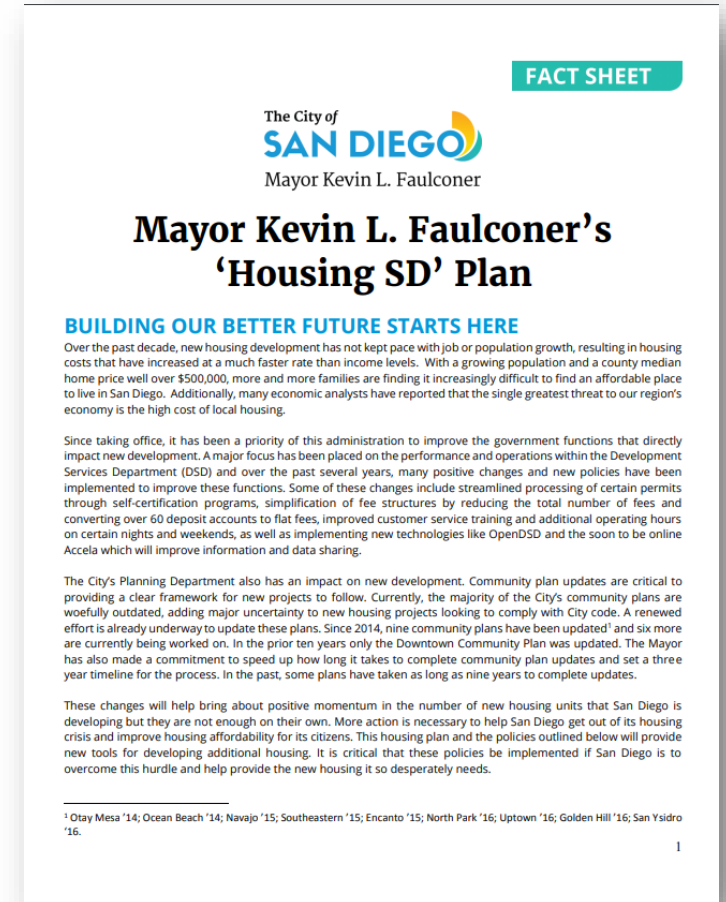 FACT SHEET
The City of
SAN DIEGO
Mayor Kevin L. Faulconer
Mayor Kevin L. Faulconer’s
‘Housing SD’ Plan
BUILDING OUR BETTER FUTURE STARTS HERE
Over the past decade, new housing development has not kept pace with job or population growth, resulting in housing
costs that have increased at a much faster rate than income levels. With a growing population and a county median
home price well over $500,000, more and more families are finding it increasingly difficult to find an affordable place
to live in San Diego. Additionally, many economic analysts have reported that the single greatest threat to our region’s
economy is the high cost of local housing.
Since taking office, it has been a priority of this administration to improve the government functions that directly
impact new development. A major focus has been placed on the performance and operations within the Development
Services Department (DSD) and over the past several years, many positive changes and new policies have been
implemented to improve these functions. Some of these changes include streamlined processing of certain permits
through self-certification programs, simplification of fee structures by reducing the total number of fees and
converting over 60 deposit accounts to flat fees, improved customer service training and additional operating hours
on certain nights and weekends, as well as implementing new technologies like OpenDSD and the soon to be online
Accela which will improve information and data sharing.
The City’s Planning Department also has an impact on new development. Community plan updates are critical to
providing a clear framework for new projects to follow. Currently, the majority of the City’s community plans are
woefully outdated, adding major uncertainty to new housing projects looking to comply with City code. A renewed
effort is already underway to update these plans. Since 2014, nine community plans have been updated¹ and six more
are currently being worked on. In the prior ten years only the Downtown Community Plan was updated. The Mayor
has also made a commitment to speed up how long it takes to complete community plan updates and set a three
year timeline for the process. In the past, some plans have taken as long as nine years to complete updates.
These changes will help bring about positive momentum in the number of new housing units that San Diego is
developing but they are not enough on their own. More action is necessary to help San Diego get out of its housing
crisis and improve housing affordability for its citizens. This housing plan and the policies outlined below will provide
new tools for developing additional housing. It is critical that these policies be implemented if San Diego is to
overcome this hurdle and help provide the new housing it so desperately needs.
¹ Otay Mesa ’14; Ocean Beach ’14; Navajo ’15; Southeastern ’15; Encanto ’15; North Park ’16; Uptown ’16; Golden Hill ’16; San Ysidro
’16.
1